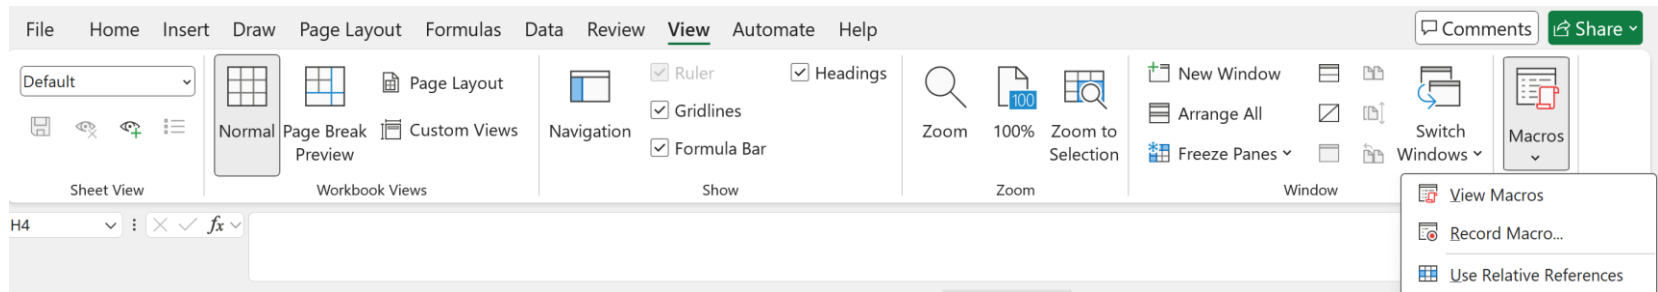 File Home Insert Draw Page Layout Formulas Data Review View Automate Help Comments Share
Default
Normal
Page Break
Preview
Page Layout
Custom Views
Navigation
Ruler
Gridlines
Formula Bar
Headings
Zoom
100
100%
Zoom to
Selection
New Window
Arrange All
Freeze Panes
Switch
Windows
Macros
Sheet View
Workbook Views
Show
Zoom
Window
View Macros
Record Macro...
Use Relative References
H4
fx